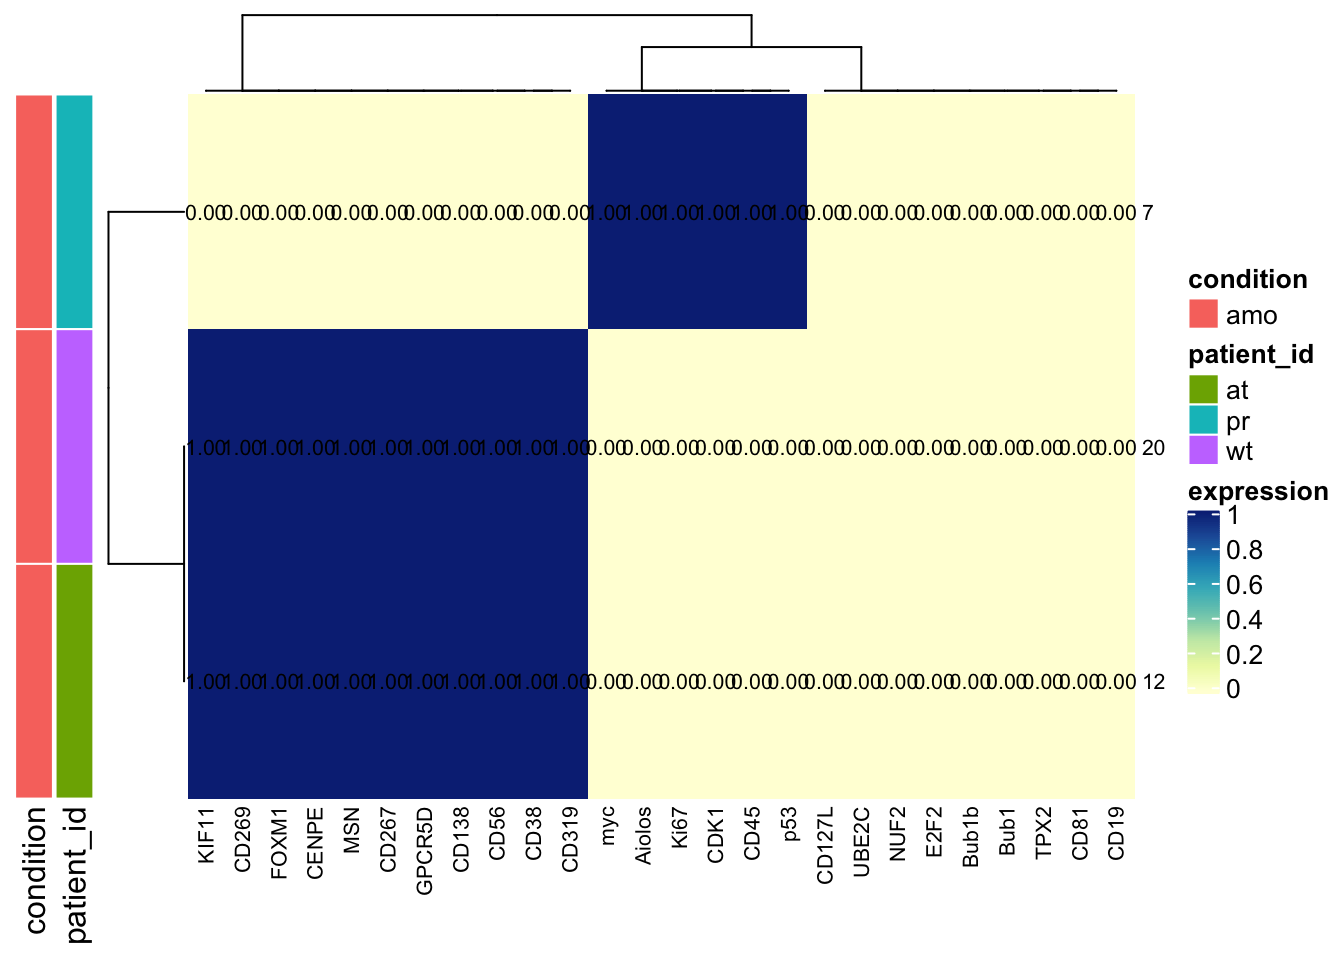 0.00 0.00 0.00 0.00 0.00 0.00 0.00 0.00 0.00 0.00 0.00 1.00 1.00 1.00 1.00 1.00 1.00 0.00 0.00 0.00 0.00 0.00 0.00 0.00 0.00 0.00 7
1.00 1.00 1.00 1.00 1.00 1.00 1.00 1.00 1.00 1.00 1.00 0.00 0.00 0.00 0.00 0.00 0.00 0.00 0.00 0.00 0.00 0.00 0.00 0.00 0.00 0.00 20
1.00 1.00 1.00 1.00 1.00 1.00 1.00 1.00 1.00 1.00 1.00 0.00 0.00 0.00 0.00 0.00 0.00 0.00 0.00 0.00 0.00 0.00 0.00 0.00 0.00 0.00 12
condition
patient_id
KIF11
CD269
FOXM1
CENPE
MSN
CD267
GPCR5D
CD138
CD56
CD38
CD319
myc
Aiolos
Ki67
CDK1
CD45
p53
CD127L
UBE2C
NUF2
E2F2
Bub1b
Bub1
TPX2
CD81
CD19
condition
amo
patient_id
at
pr
wt
expression
1
0.8
0.6
0.4
0.2
0